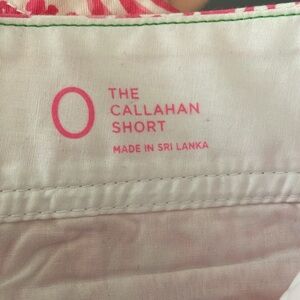 0
THE
CALLAHAN
SHORT
MADE IN SRI LANKA